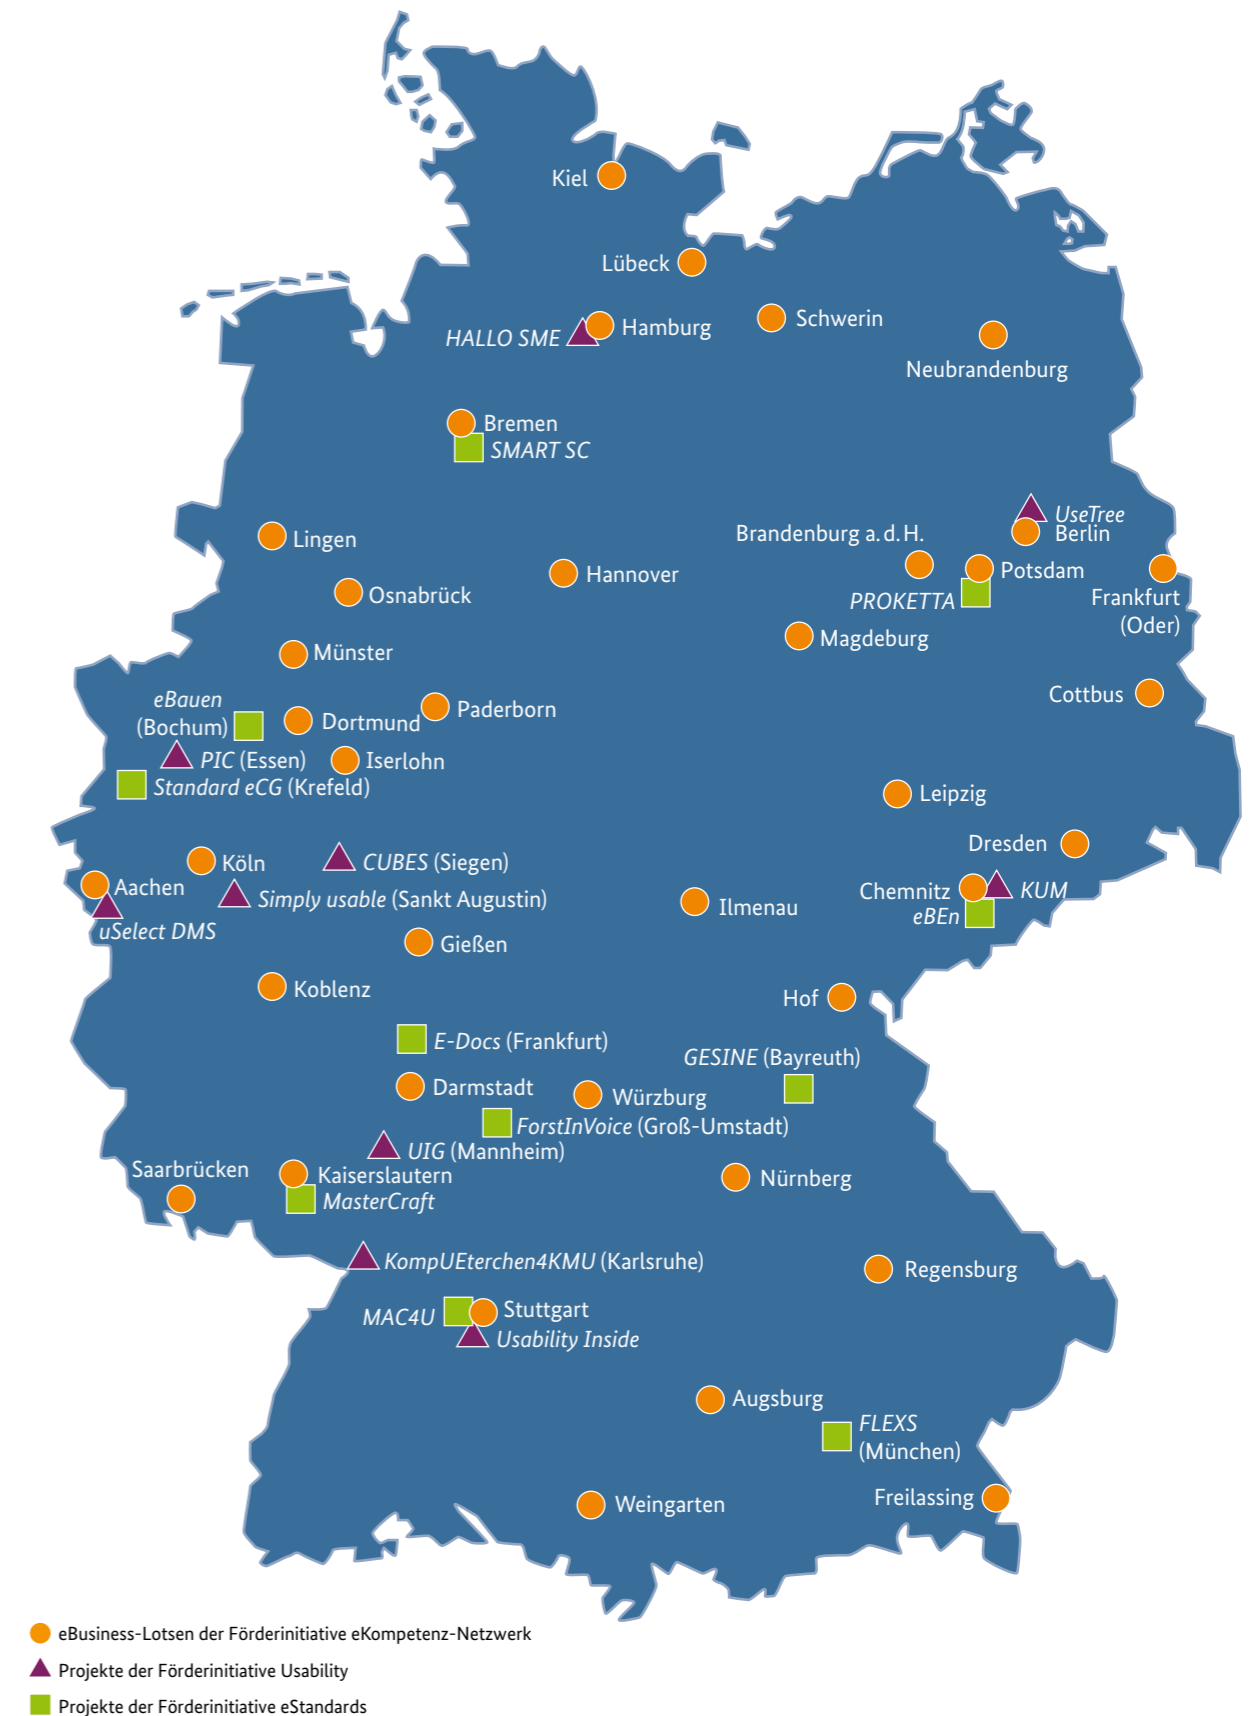 Kiel
Lübeck
HALLO SME
Hamburg
Schwerin
Neubrandenburg
Bremen
SMART SC
UseTree
Berlin
Brandenburg a. d. H.
Lingen
Hannover
Potsdam
Osnabrück
PROKETTA
Frankfurt
(Oder)
Magdeburg
Münster
Cottbus
eBauen
(Bochum)
Dortmund
Paderborn
PIC (Essen)
Iserlohn
Standard eCG (Krefeld)
Leipzig
Dresden
Köln
CUBES (Siegen)
Aachen
Simply usable (Sankt Augustin)
Chemnitz
KUM
eBEn
Ilmenau
uSelect DMS
Gießen
Koblenz
Hof
E-Docs (Frankfurt)
GESINE (Bayreuth)
Darmstadt
Würzburg
ForstInVoice (Groß-Umstadt)
UIG (Mannheim)
Saarbrücken
Kaiserslautern
Nürnberg
MasterCraft
KompUEterchen4KMU (Karlsruhe)
Regensburg
MAC4U
Stuttgart
Usability Inside
Augsburg
FLEXS
(München)
Freilassing
Weingarten
eBusiness-Lotsen der Förderinitiative eKompetenz-Netzwerk
Projekte der Förderinitiative Usability
Projekte der Förderinitiative eStandards